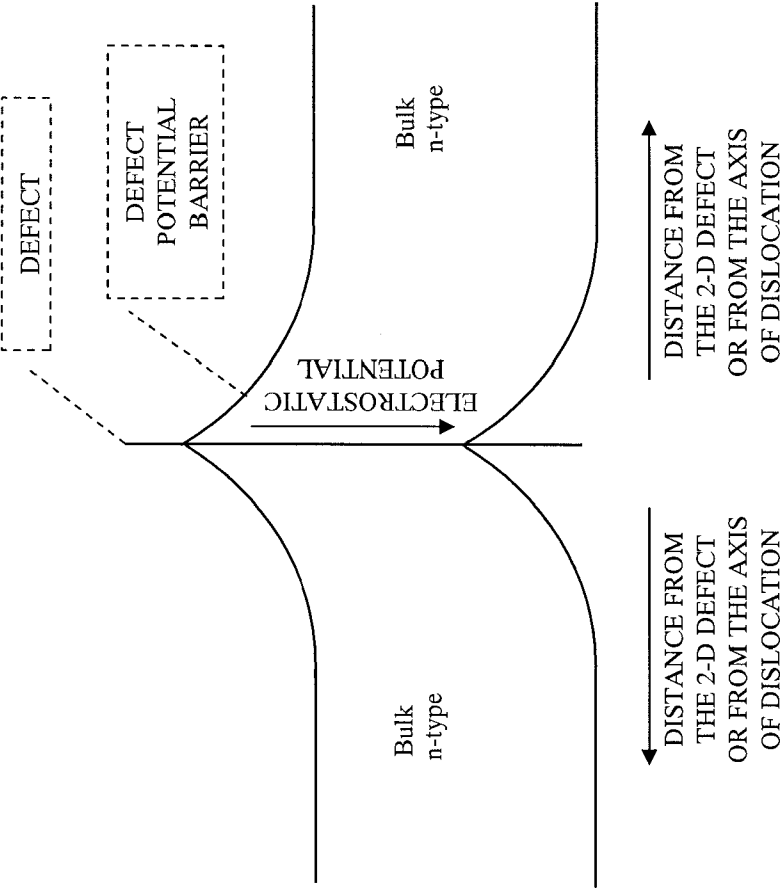 DEFECT
DEFECT
POTENTIAL
BARRIER
Bulk
n-type
Bulk
n-type
ELECTROSTATIC
POTENTIAL
DISTANCE FROM
THE 2-D DEFECT
OR FROM THE AXIS
OF DISLOCATION
DISTANCE FROM
THE 2-D DEFECT
OR FROM THE AXIS
OF DISLOCATION